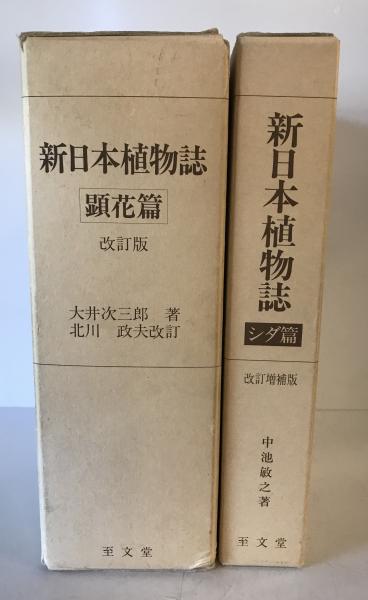 新日本植物誌
顕花篇
改訂版
大井次三郎 著
北川 政夫改訂
至文堂
新日本植物誌
シダ篇
改訂増補版
中池敏之著
至文堂